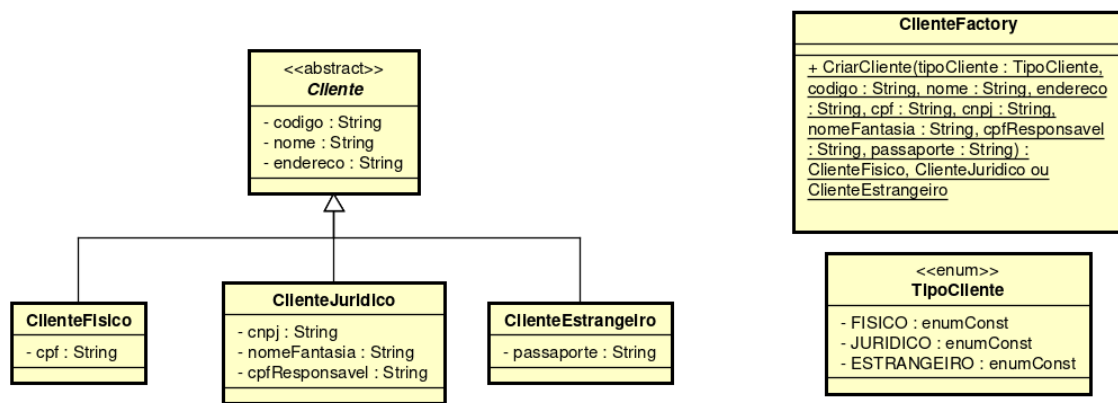 <<abstract>>
Cliente
- codigo : String
- nome : String
- endereco : String
ClienteFisico
- cpf : String
ClienteJuridico
- cnpj : String
- nomeFantasia : String
- cpfResponsavel : String
ClienteEstrangeiro
- passaporte : String
ClienteFactory
+ CriarCliente(tipoCliente : TipoCliente,
codigo : String, nome : String, endereco
: String, cpf : String, cnpj : String,
nomeFantasia : String, cpfResponsavel
: String, passaporte : String) :
ClienteFisico, ClienteJuridico ou
ClienteEstrangeiro
<<enum>>
TipoCliente
- FISICO : enumConst
- JURIDICO : enumConst
- ESTRANGEIRO : enumConst